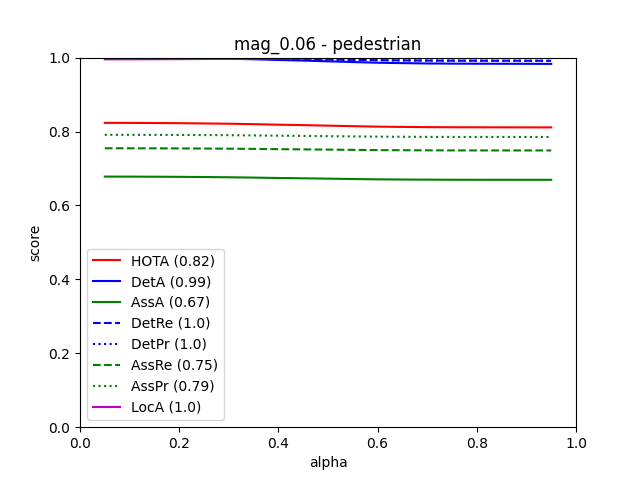 mag_0.06 - pedestrian
1.0
0.8
0.6
0.4
0.2
0.0
score
HOTA (0.82)
DetA (0.99)
AssA (0.67)
DetRe (1.0)
DetPr (1.0)
AssRe (0.75)
AssPr (0.79)
LocA (1.0)
0.0 0.2 0.4 0.6 0.8 1.0
alpha